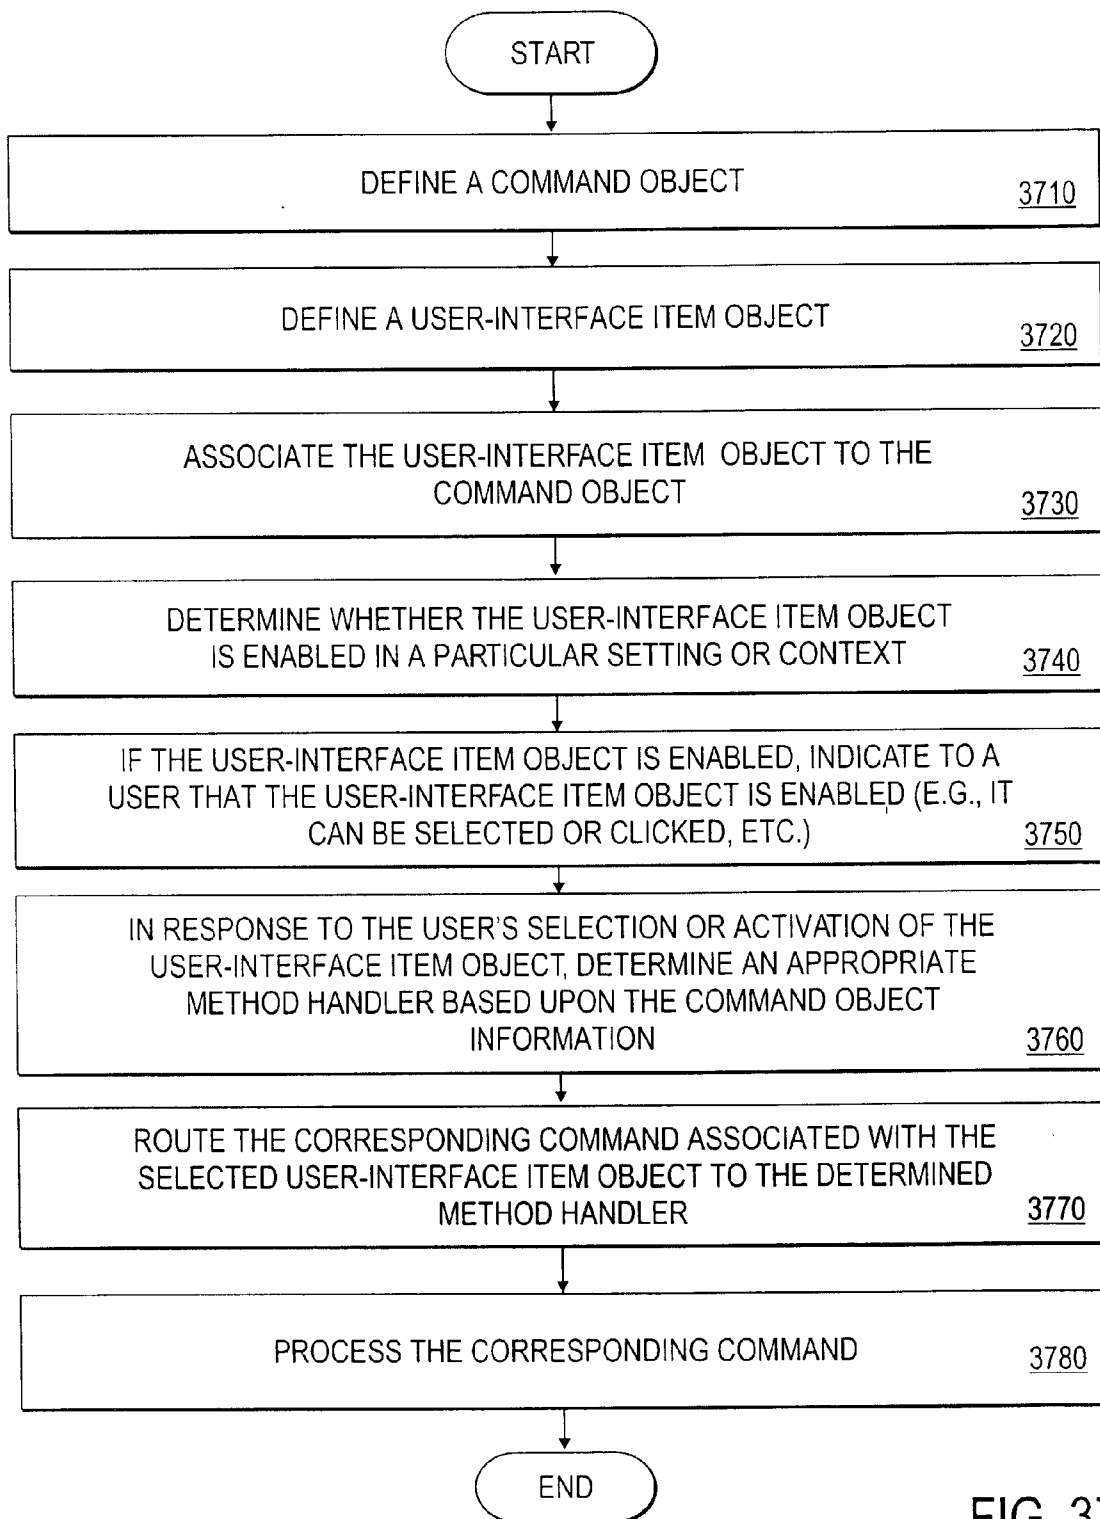 START
DEFINE A COMMAND OBJECT
3710
DEFINE A USER-INTERFACE ITEM OBJECT
3720
ASSOCIATE THE USER-INTERFACE ITEM OBJECT TO THE
COMMAND OBJECT
3730
DETERMINE WHETHER THE USER-INTERFACE ITEM OBJECT
IS ENABLED IN A PARTICULAR SETTING OR CONTEXT
3740
IF THE USER-INTERFACE ITEM OBJECT IS ENABLED, INDICATE TO A
USER THAT THE USER-INTERFACE ITEM OBJECT IS ENABLED (E.G., IT
CAN BE SELECTED OR CLICKED, ETC.)
3750
IN RESPONSE TO THE USER'S SELECTION OR ACTIVATION OF THE
USER-INTERFACE ITEM OBJECT, DETERMINE AN APPROPRIATE
METHOD HANDLER BASED UPON THE COMMAND OBJECT
INFORMATION
3760
ROUTE THE CORRESPONDING COMMAND ASSOCIATED WITH THE
SELECTED USER-INTERFACE ITEM OBJECT TO THE DETERMINED
METHOD HANDLER
3770
PROCESS THE CORRESPONDING COMMAND
3780
END
FIG. 37